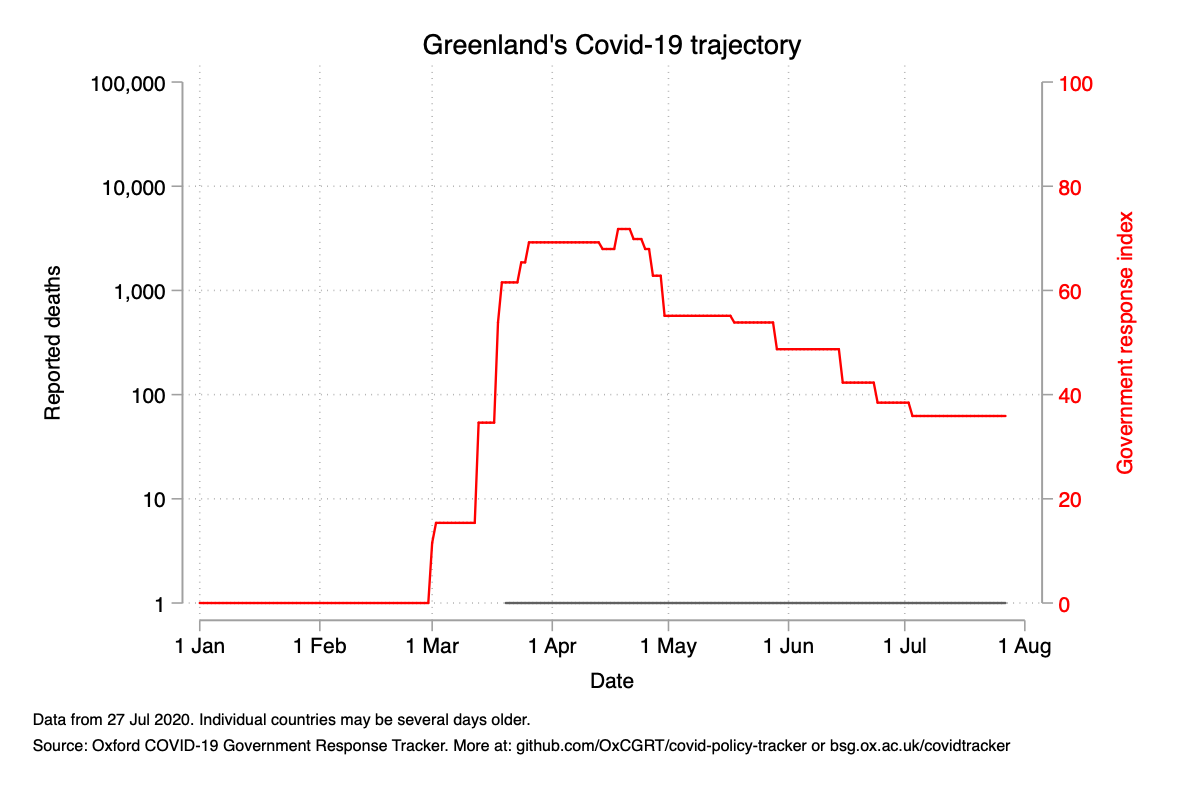 Greenland's Covid-19 trajectory
100,000
10,000
1,000
100
10
1
Reported deaths
100
80
60
40
20
0
Government response index
1 Jan 1 Feb 1 Mar 1 Apr 1 May 1 Jun 1 Jul 1 Aug
Date
Data from 27 Jul 2020. Individual countries may be several days older.
Source: Oxford COVID-19 Government Response Tracker. More at: github.com/OxCGRT/covid-policy-tracker or bsg.ox.ac.uk/covidtracker